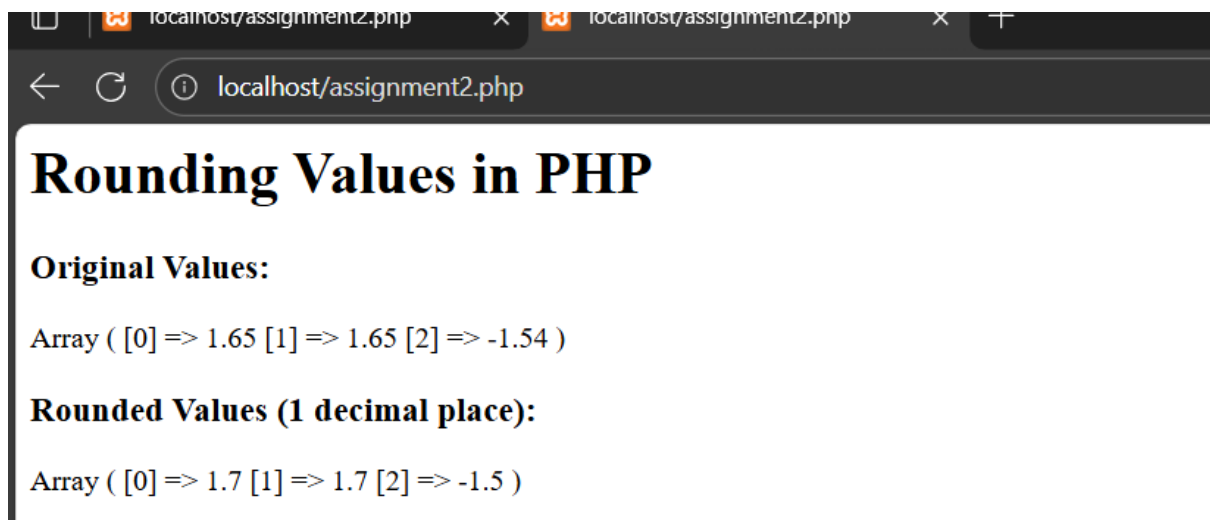 localhost/assignment2.php
localhost/assignment2.php
localhost/assignment2.php
Rounding Values in PHP
Original Values:
Array ( [0] => 1.65 [1] => 1.65 [2] => -1.54 )
Rounded Values (1 decimal place):
Array ( [0] => 1.7 [1] => 1.7 [2] => -1.5 )